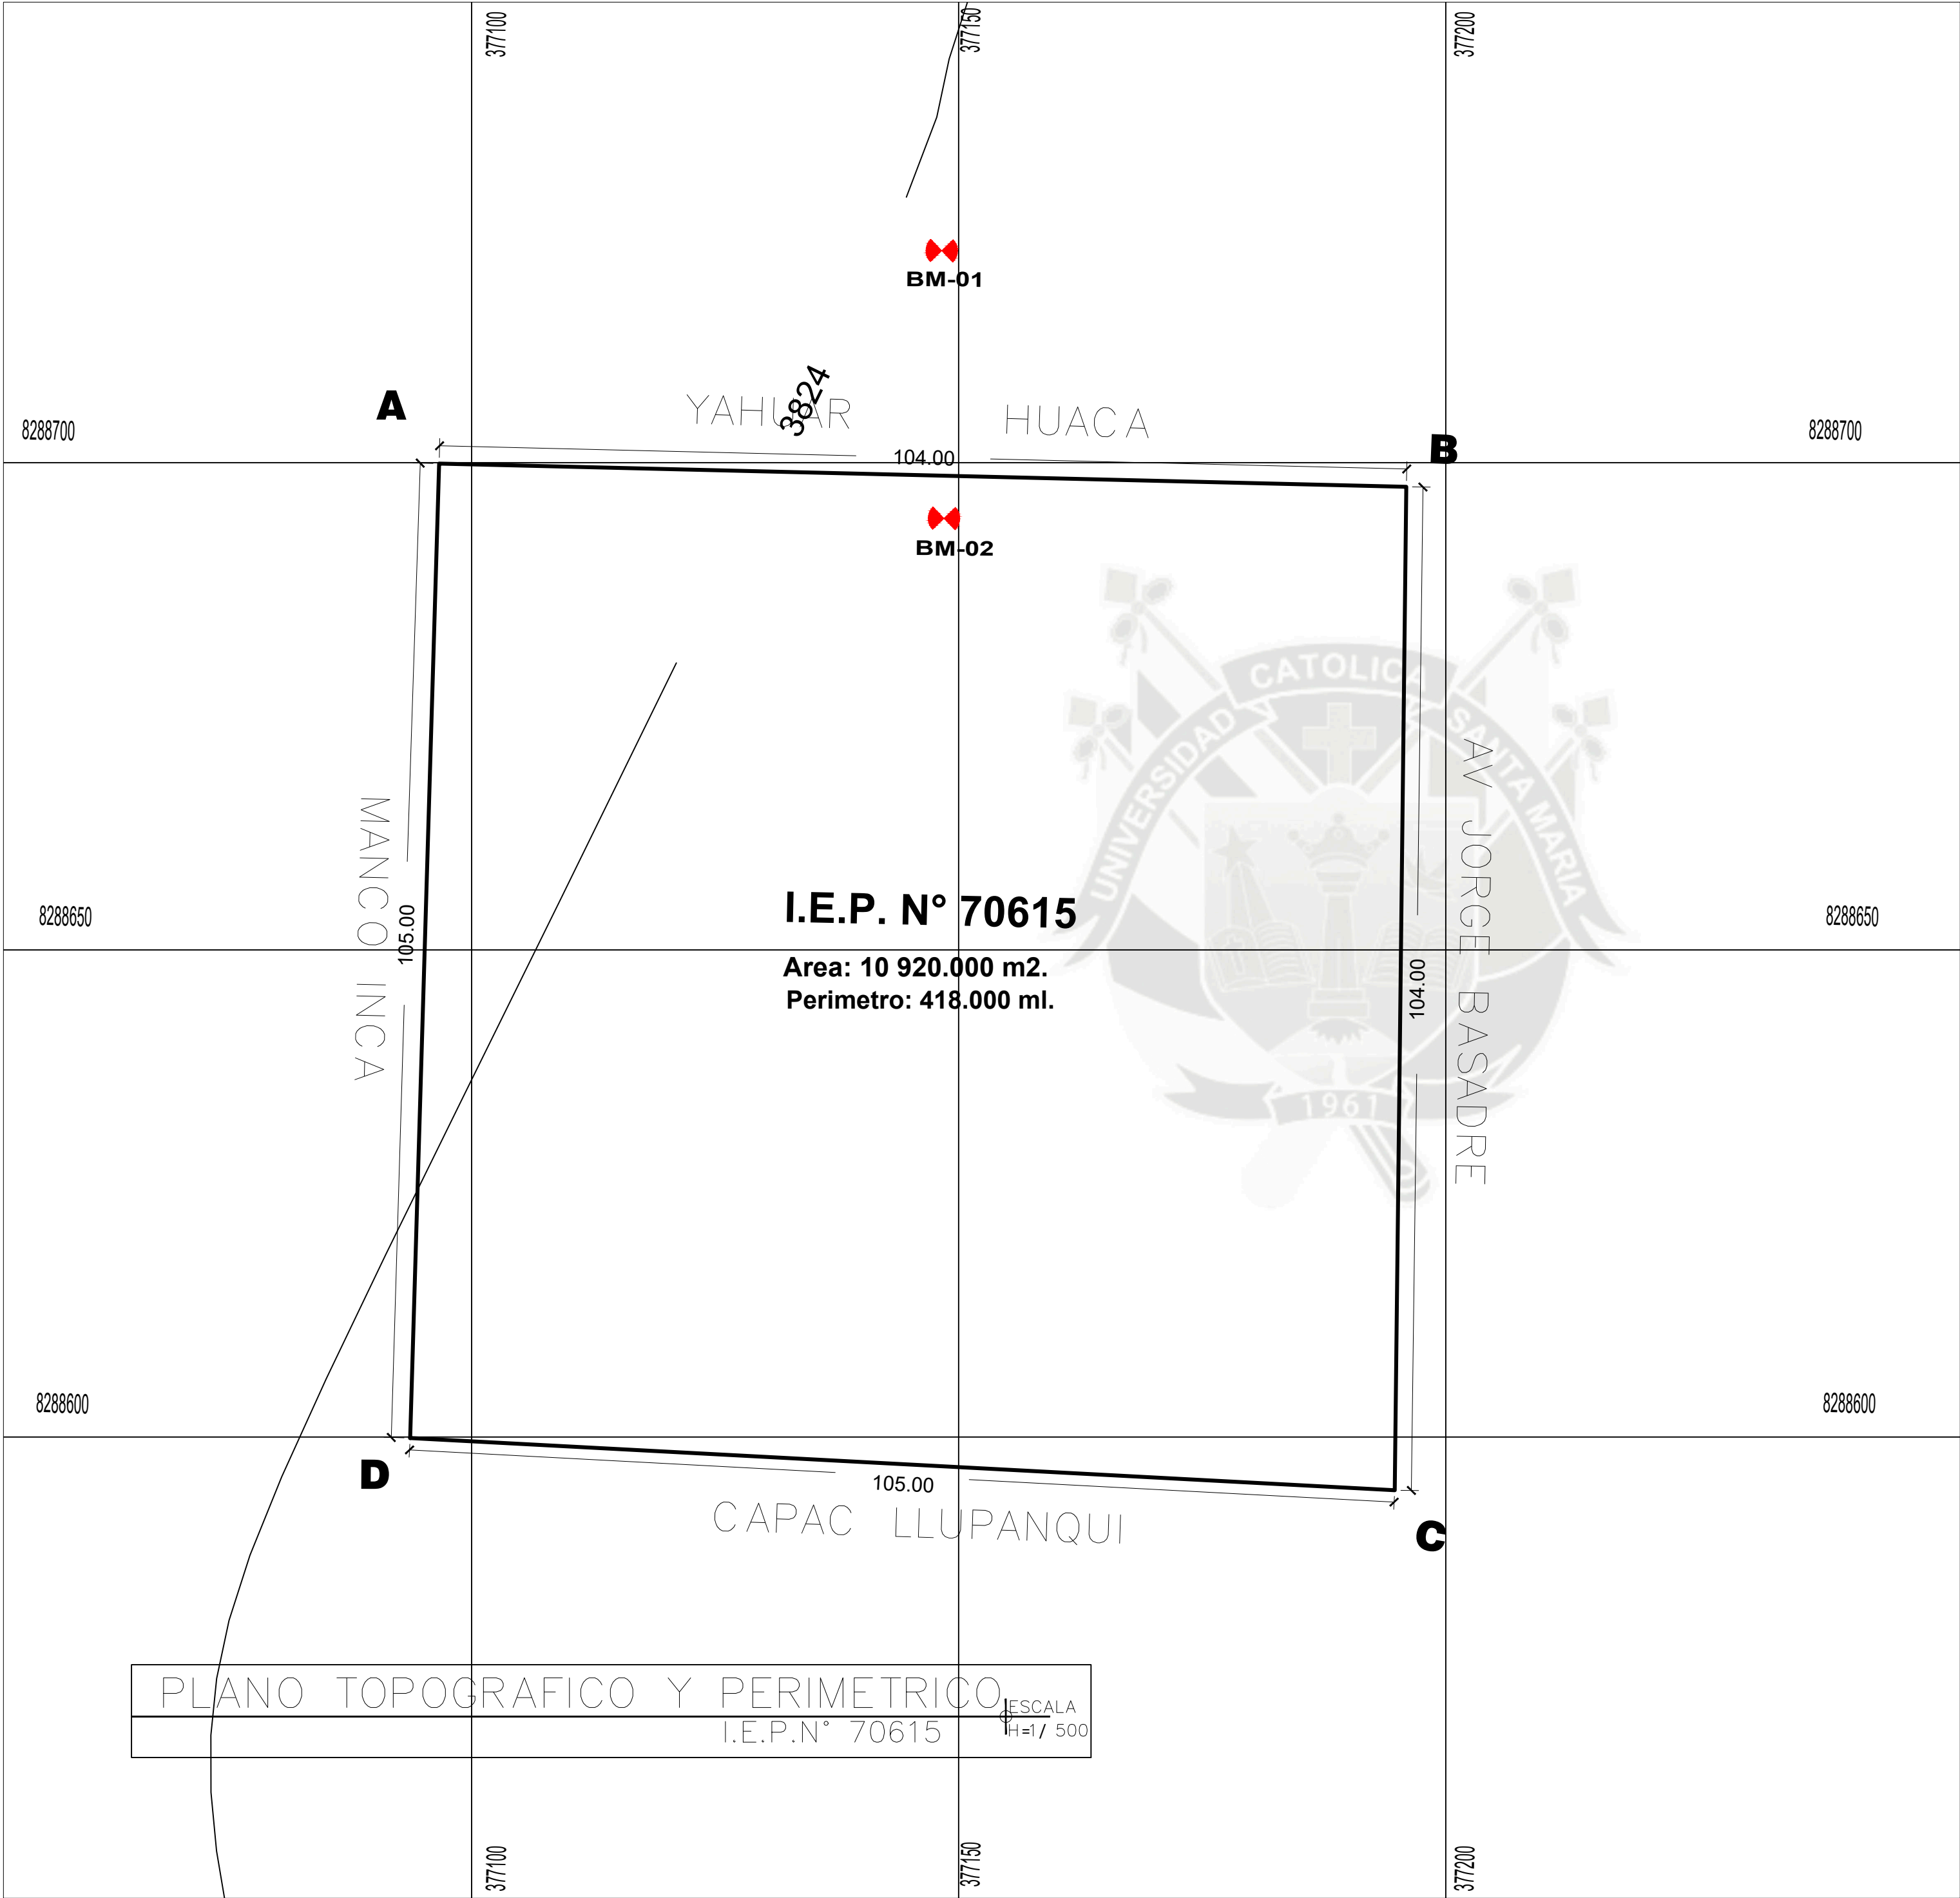 377100
377150
377200
BM-01
3824
YAHUAR HUACA
A
8288700
8288700
B
104.00
BM-02
UNIVERSIDAD CATOLICA SANTA MARIA
1961
MANCO INCA
105.00
AV JORGE BASADRE
104.00
I.E.P. N° 70615
8288650
8288650
Area: 10 920.000 m2.
Perimetro: 418.000 ml.
8288600
8288600
D
105.00
CAPAC LLUPANQUI
C
PLANO TOPOGRAFICO Y PERIMETRICO
I.E.P.N° 70615
ESCALA
H=1/ 500
377100
377150
377200